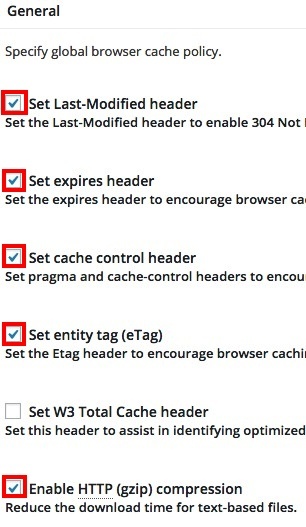 General
Specify global browser cache policy.
Set Last-Modified header
Set the Last-Modified header to enable 304 Not
Set expires header
Set the expires header to encourage browser
Set cache control header
Set pragma and cache-control headers to
Set entity tag (eTag)
Set the Etag header to encourage browser
Set W3 Total Cache header
Set this header to assist in identifying optimized
Enable HTTP (gzip) compression
Reduce the download time for text-based files.